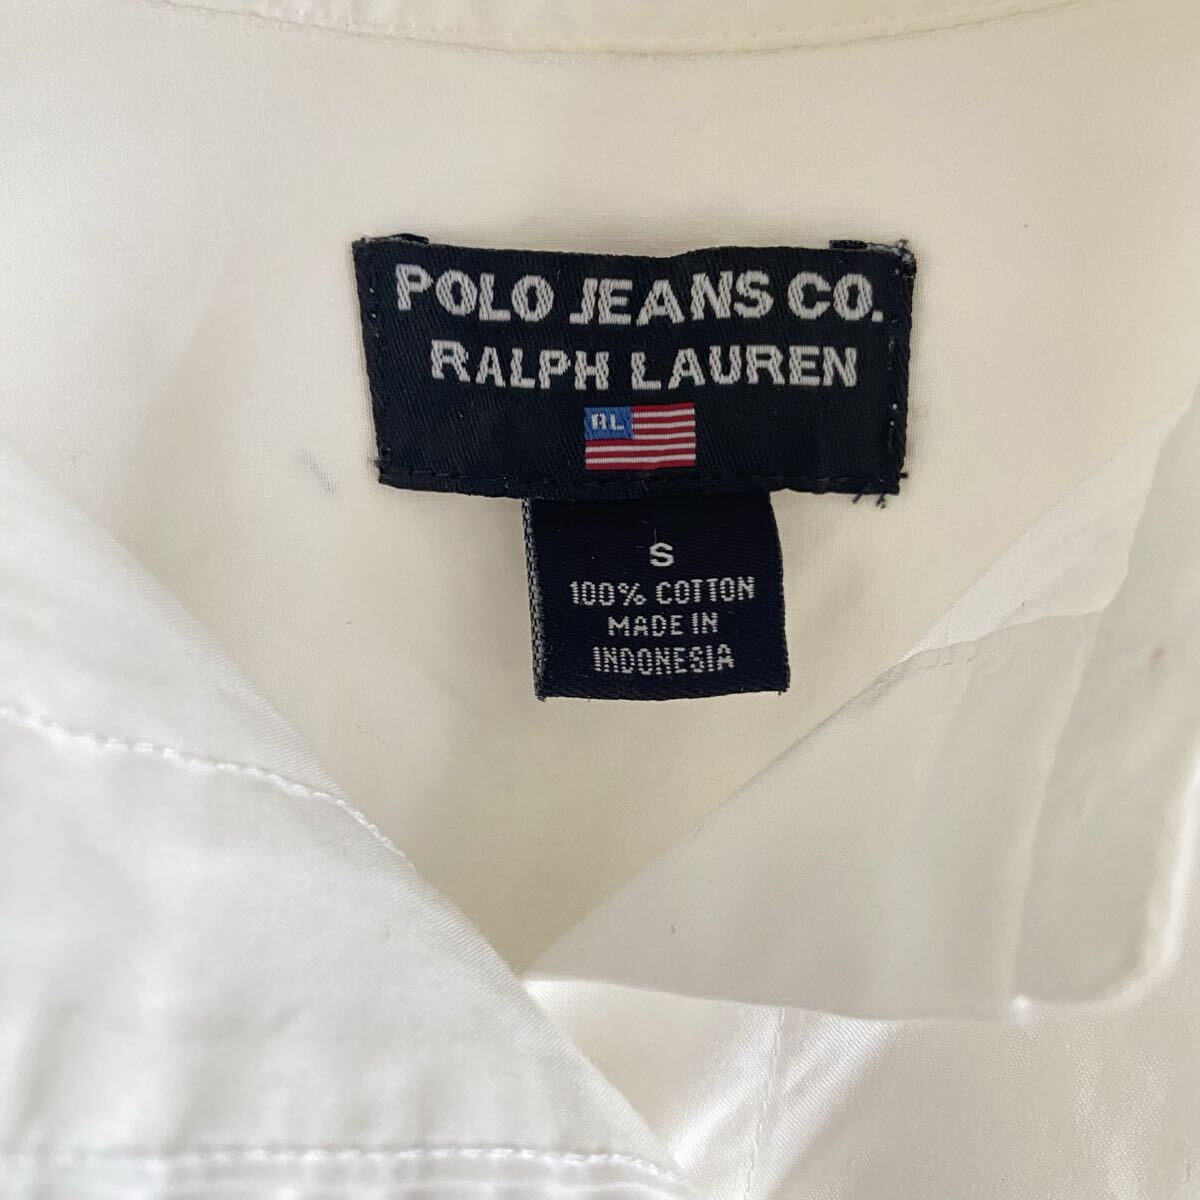 POLO JEANS CO.
RALPH LAUREN
RL
S
100% COTTON
MADE IN
INDONESIA